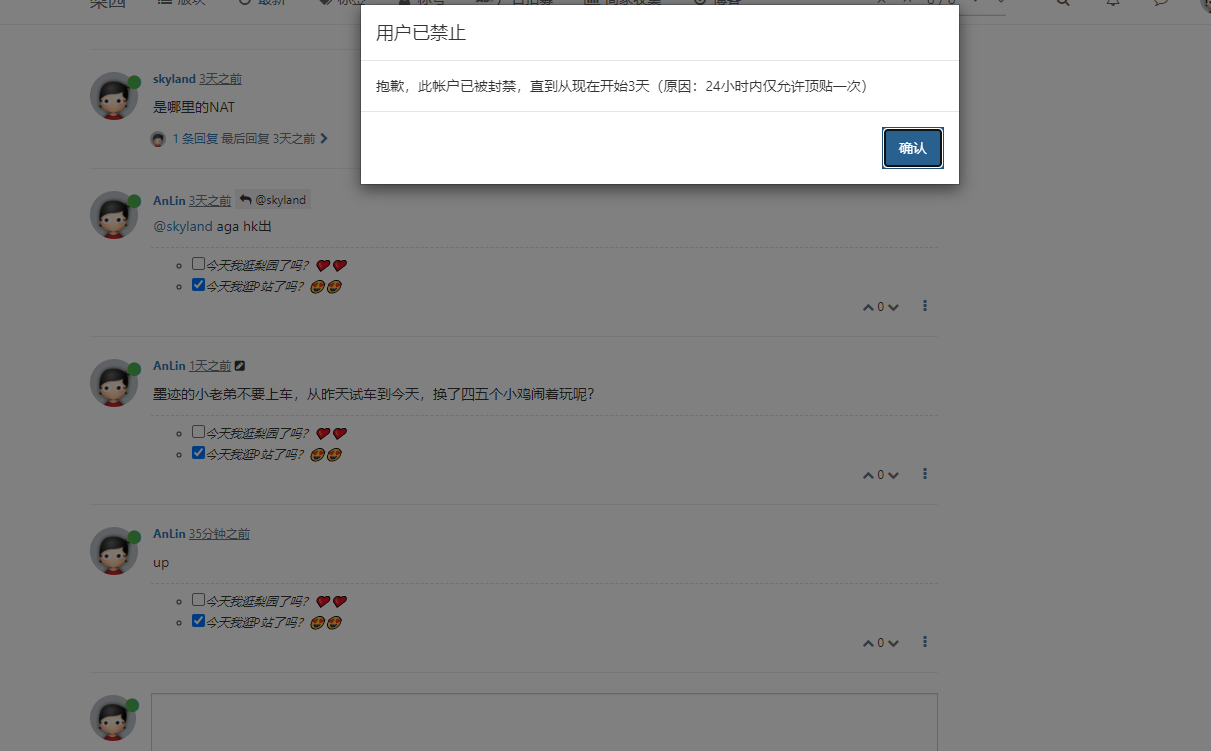 版块
最新
标签
用户已禁止
抱歉，此帐户已被封禁，直到从现在开始3天（原因：24小时内仅允许顶贴一次）
确认
skyland 3天之前
是哪里的NAT
1 条回复 最后回复 3天之前
AnLin 3天之前 @skyland
@skyland aga hk出
今天我逛梨园了吗？
今天我逛P站了吗？
0
AnLin 1天之前
墨迹的小老弟不要上车，从昨天试车到今天，换了四五个小鸡闹着玩呢？
今天我逛梨园了吗？
今天我逛P站了吗？
0
AnLin 35分钟之前
up
今天我逛梨园了吗？
今天我逛P站了吗？
0